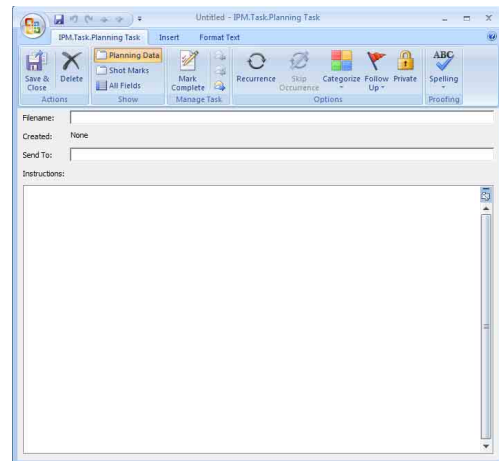 Untitled - IPM.Task.Planning Task
IPM.Task.Planning Task Insert Format Text
Planning Data
Shot Marks
All Fields
Save & Close
Delete
Mark Complete
Recurrence
Skip Occurrence
Categorize
Follow Up
Private
ABC
Spelling
Actions Show Manage Task Options Proofing
Filename:
Created: None
Send To:
Instructions: